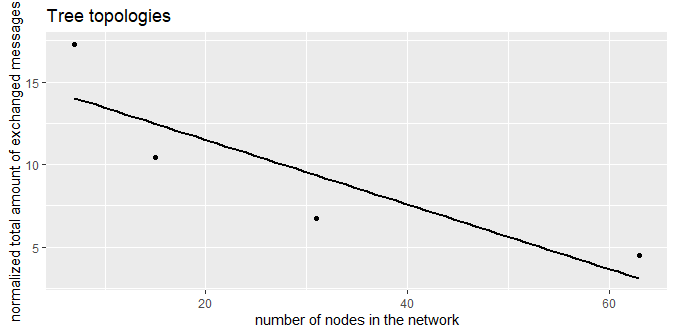 Tree topologies
normalized total amount of exchanged messages
15
10
5
20
40
60
number of nodes in the network